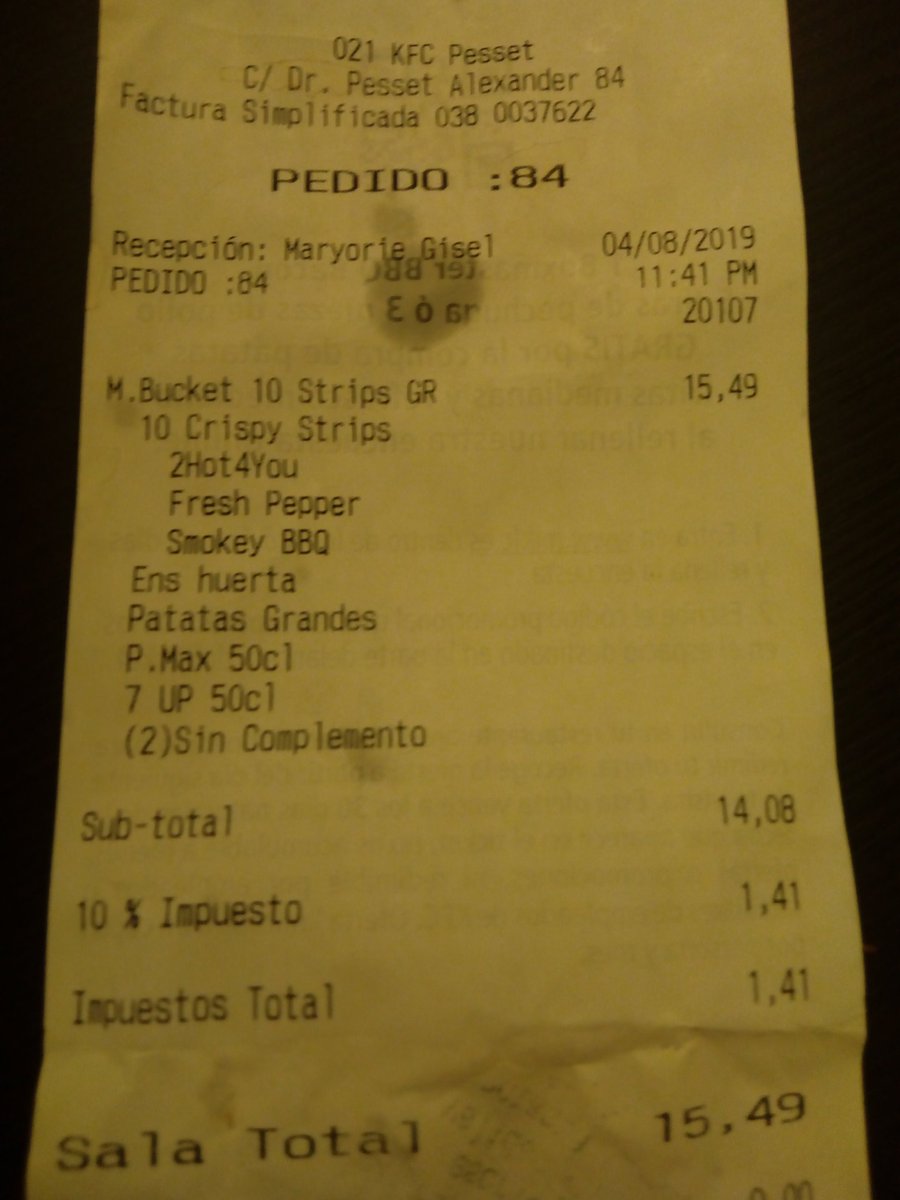 021 KFC Pesset
C/ Dr. Pesset Alexander 84
Factura Simplificada 038 0037622
PEDIDO :84
Recepción: Maryorie Gisel 04/08/2019
PEDIDO :84 11:41 PM
20107
M.Bucket 10 Strips GR 15,49
10 Crispy Strips
2Hot4You
Fresh Pepper
Smokey BBQ
Ens huerta
Patatas Grandes
P.Max 50cl
7 UP 50cl
(2)Sin Complemento
Sub-total 14,08
10 % Impuesto 1,41
Impuestos Total 1,41
Sala Total 15,49